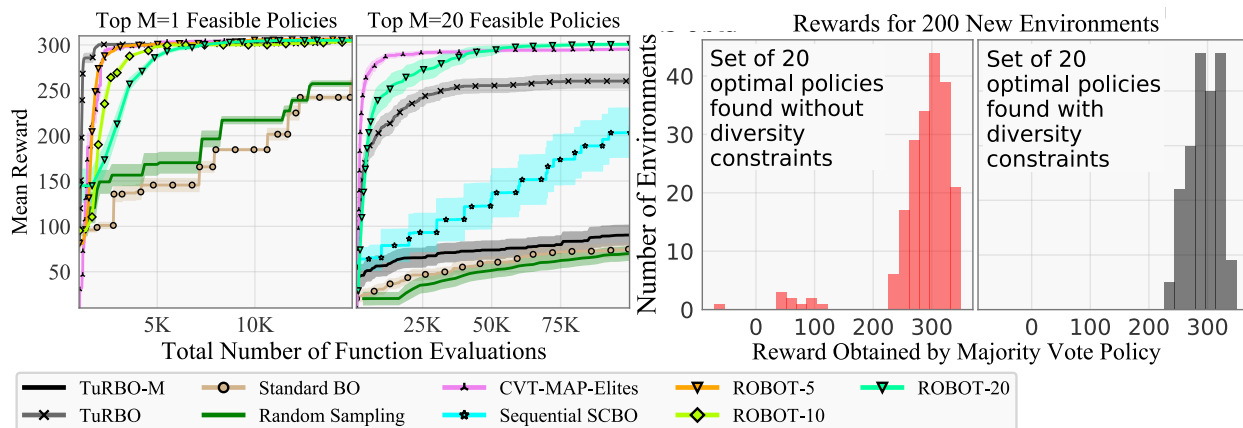 Top M=1 Feasible Policies
Top M=20 Feasible Policies
Rewards for 200 New Environments
Mean Reward
300
250
200
150
100
50
5K
10K
25K
50K
75K
Total Number of Function Evaluations
Number of Environments
40
30
20
10
0
Set of 20
optimal policies
found without
diversity
constraints
Set of 20
optimal policies
found with
diversity
constraints
0
100
200
300
0
100
200
300
Reward Obtained by Majority Vote Policy
TuRBO-M
Standard BO
CVT-MAP-Elites
ROBOT-5
ROBOT-20
TuRBO
Random Sampling
Sequential SCBO
ROBOT-10